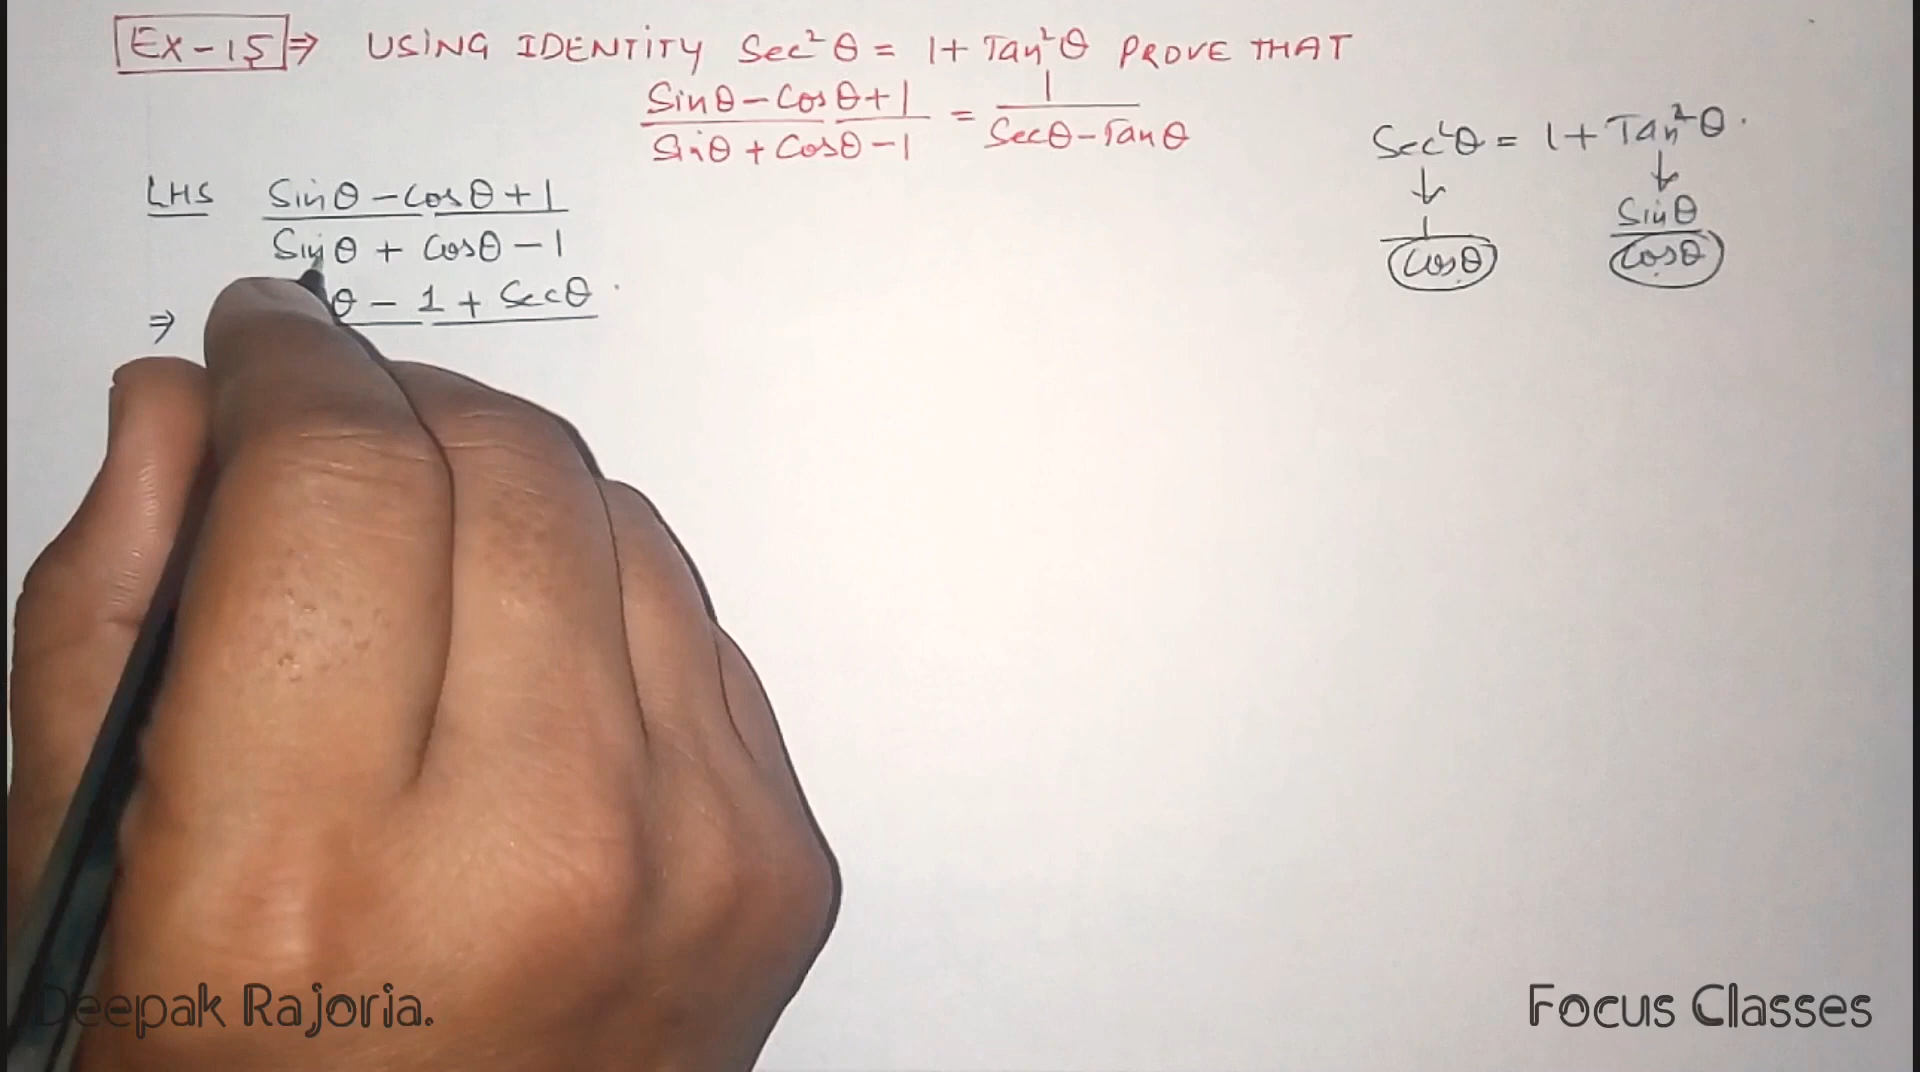 Ex-15 ⇒ USING IDENTITY Sec²θ = 1 + Tan²θ PROVE THAT
Sinθ - Cosθ + 1 / Sinθ + Cosθ - 1 = 1 / Secθ - Tanθ
Sec²θ = 1 + Tan²θ.
↓ ↓
1 / Cosθ Sinθ / Cosθ
LHS Sinθ - Cosθ + 1
Sinθ + Cosθ - 1
⇒ θ - 1 + Secθ
Deepak Rajoria.
Focus Classes